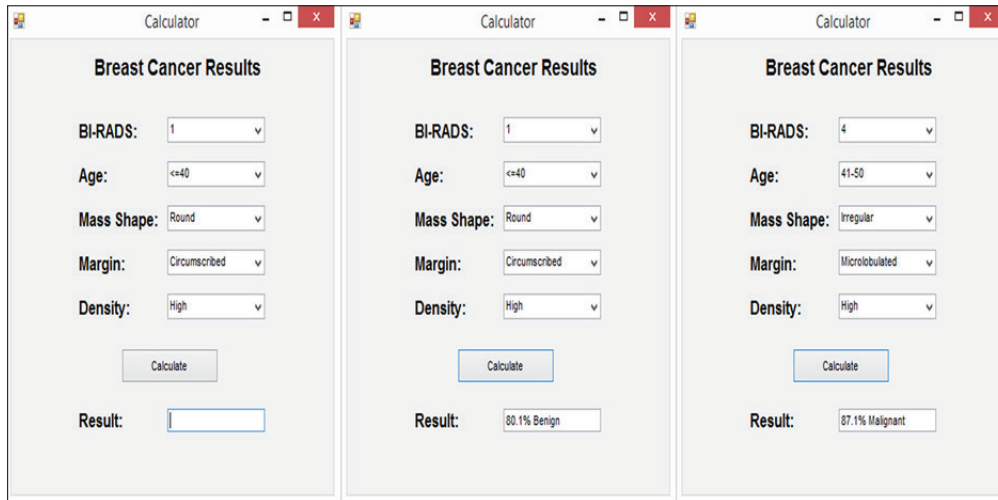 Calculator
Breast Cancer Results
BI-RADS: 1
Age: <=40
Mass Shape: Round
Margin: Circumscribed
Density: High
Calculate
Result:
Calculator
Breast Cancer Results
BI-RADS: 1
Age: <=40
Mass Shape: Round
Margin: Circumscribed
Density: High
Calculate
Result: 80.1% Benign
Calculator
Breast Cancer Results
BI-RADS: 4
Age: 41-50
Mass Shape: Irregular
Margin: Microlobulated
Density: High
Calculate
Result: 87.1% Malignant